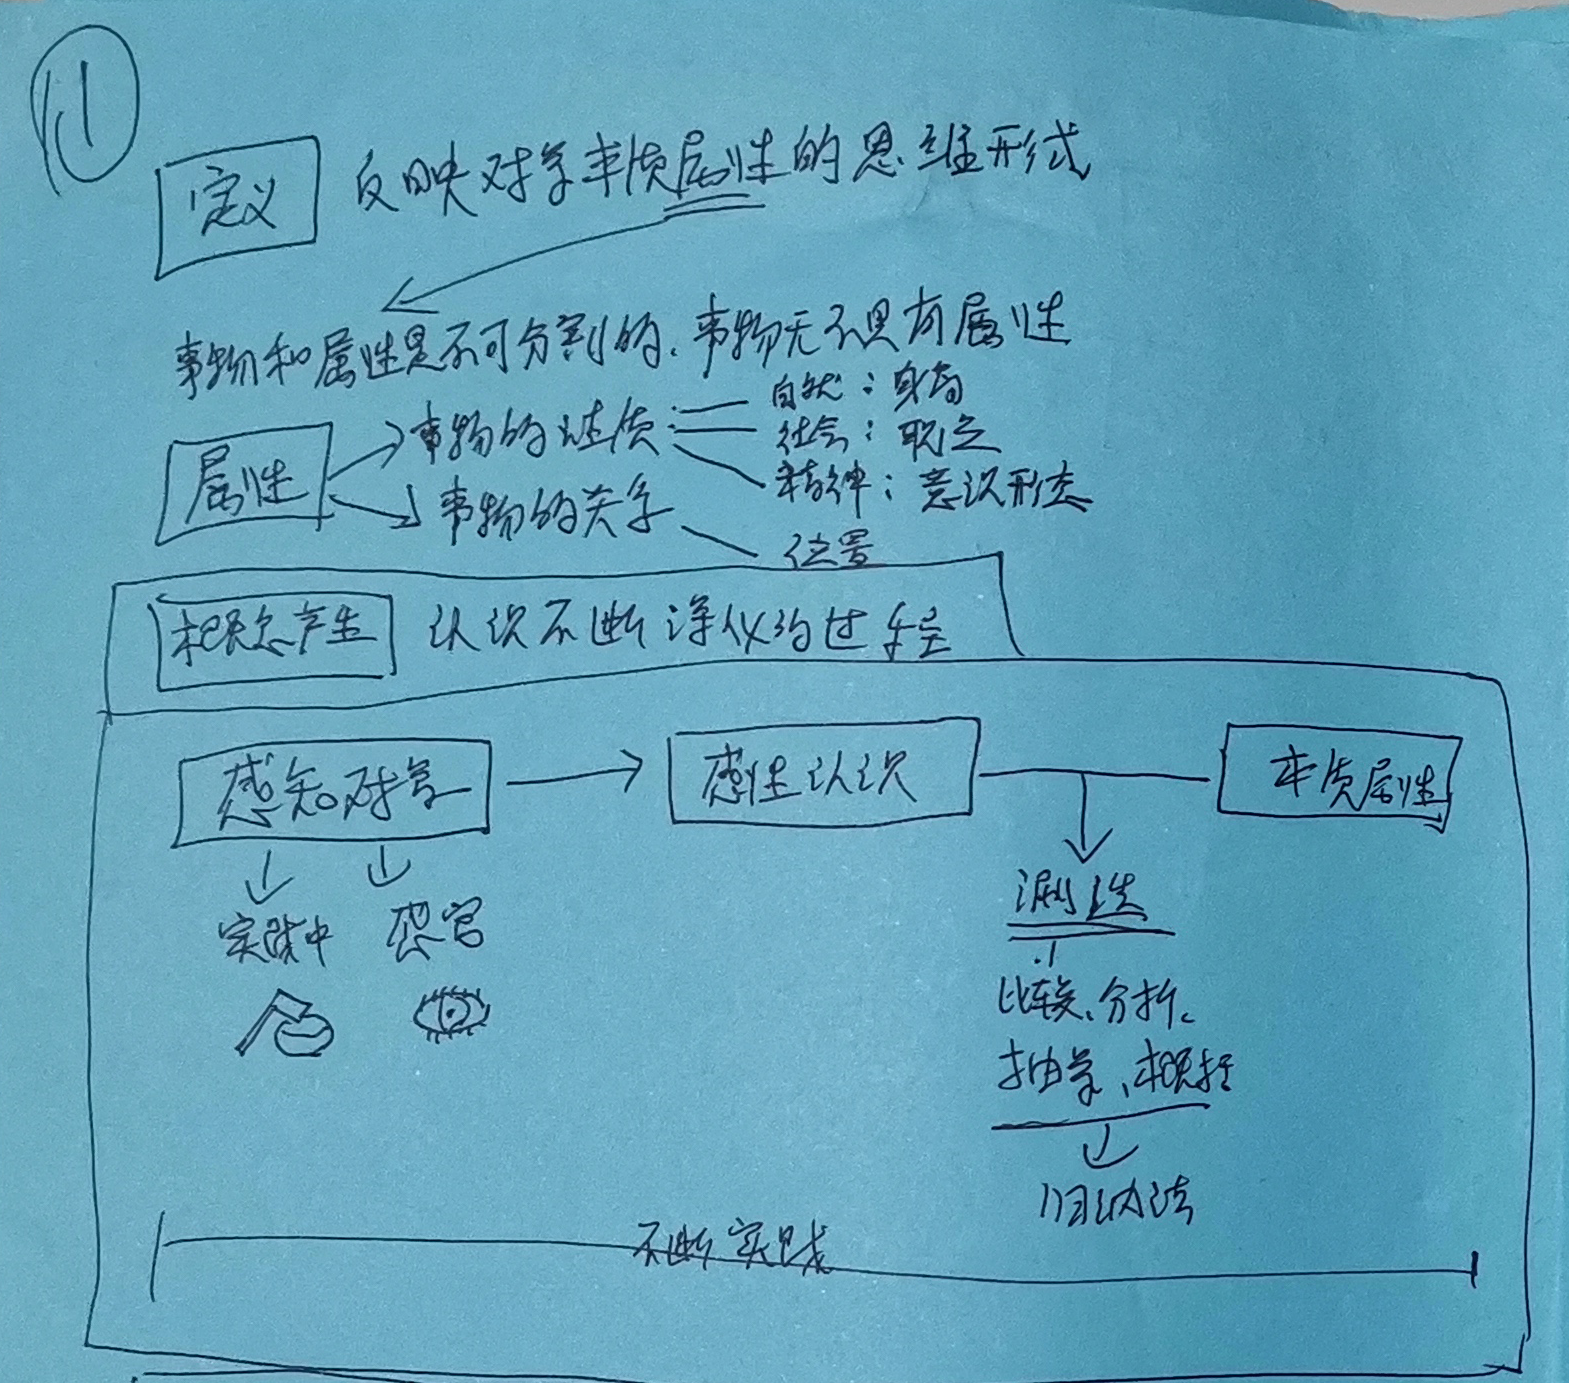 ①
定义 反映对象本质属性的思维形式
事物和属性是不可分割的、事物无不具有属性
属性
事物的性质
自然：身高
社会：职业
精神：意识形态
事物的关系
位置
概念产生 认识不断深化的过程
感知对象 感性认识 本质属性
实践中 感官
筛选
比较、分析、
抽象、概括
归纳法
不断实践